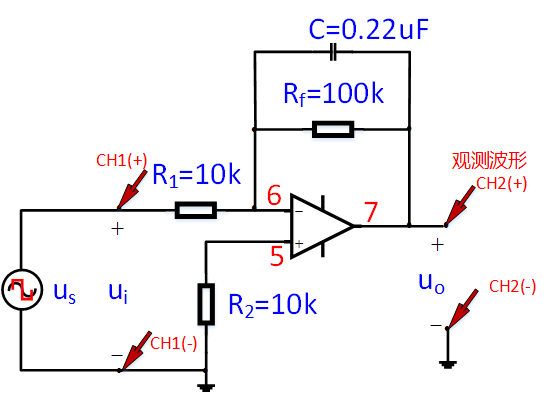 C=0.22uF
Rf=100k
观测波形
CH1(+)
CH2(+)
R1=10k
6
7
−
+
+
5
+
us
ui
R2=10k
uo
CH2(-)
−
−
CH1(-)